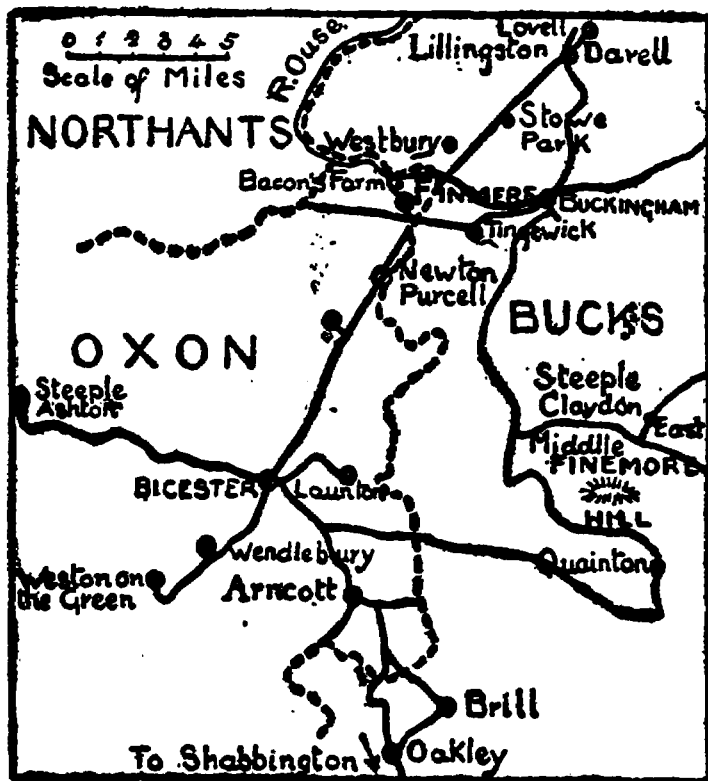 0 1 2 3 4 5
Scale of Miles
R. Ouse
Lovell
Lillingston
Darell
NORTHANTS
Stowe
Park
Westbury
Bacon's Farm
FINMERE
BUCKINGHAM
Tingewick
Newton
Purcell
BUCKS
OXON
Steeple
Ashton
Steeple
Claydon
East
Middle
FINEMORE
HILL
BICESTER
Launton
Wendlebury
Quainton
Weston on
the Green
Arncott
Brill
To Shabbington
Oakley